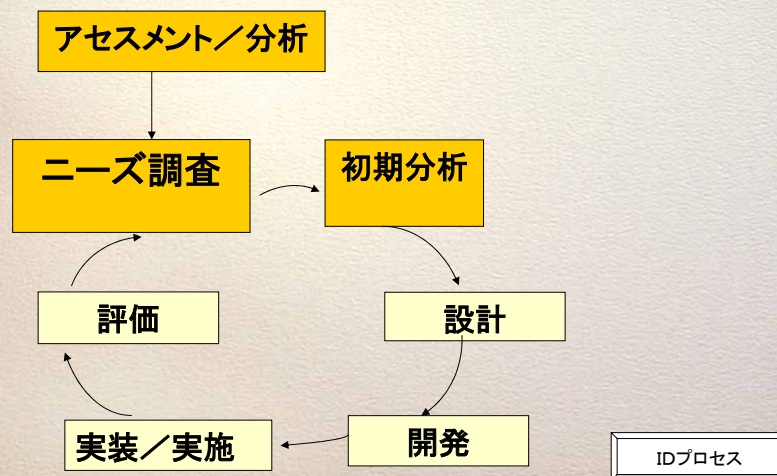 アセスメント／分析
ニーズ調査
初期分析
評価
設計
実装／実施
開発
IDプロセス